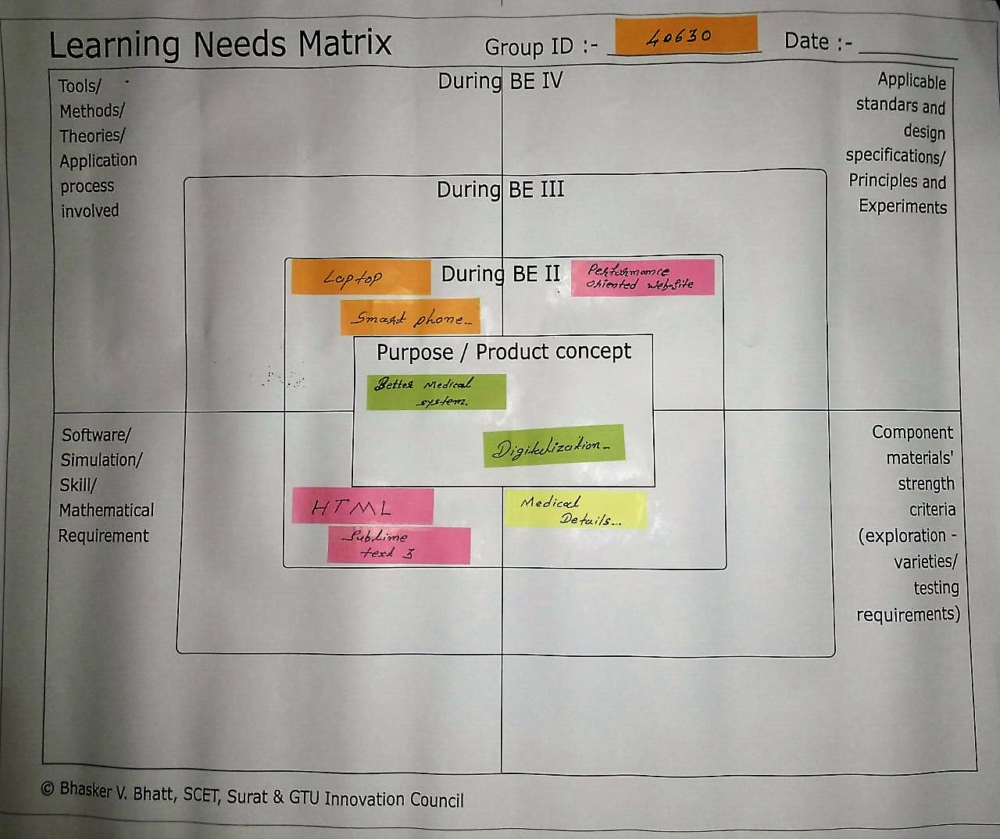 Learning Needs Matrix
Group ID :- 40630
Date :-
Tools/
Methods/
Theories/
Application
process
involved
During BE IV
Applicable
standars and
design
specifications/
Principles and
Experiments
During BE III
During BE II
Laptop
Smart phone
Performance
oriented web-site
Purpose / Product concept
Better Medical
system.
Digitalization
Software/
Simulation/
Skill/
Mathematical
Requirement
HTML
Sublime
text 3
Medical
Details...
Component
materials'
strength
criteria
(exploration -
varieties/
testing
requirements)
© Bhasker V. Bhatt, SCET, Surat & GTU Innovation Council